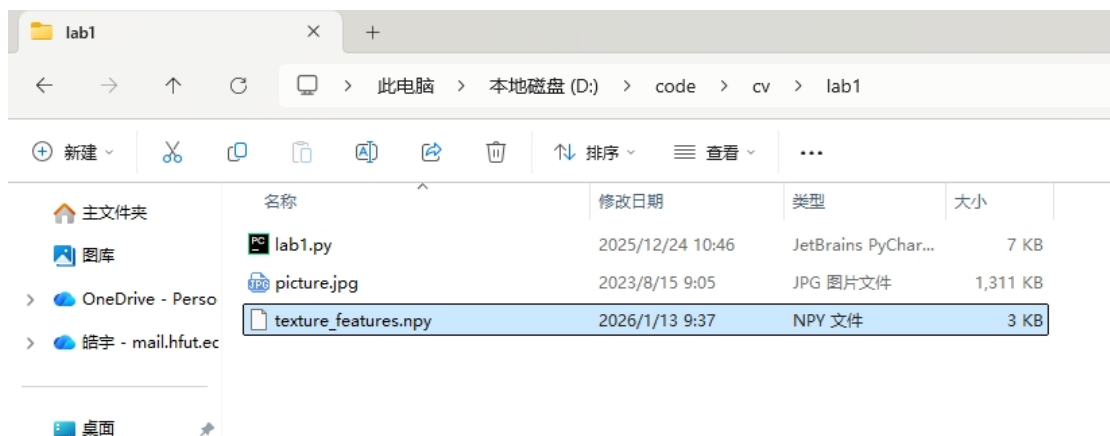 lab1
此电脑 > 本地磁盘 (D:) > code > cv > lab1
新建 排序 查看 ...
名称 修改日期 类型 大小
主文件夹
图库
OneDrive - Perso
皓宇 - mail.hfut.ec
桌面
PC lab1.py 2025/12/24 10:46 JetBrains PyChar... 7 KB
JPG picture.jpg 2023/8/15 9:05 JPG 图片文件 1,311 KB
texture_features.npy 2026/1/13 9:37 NPY 文件 3 KB